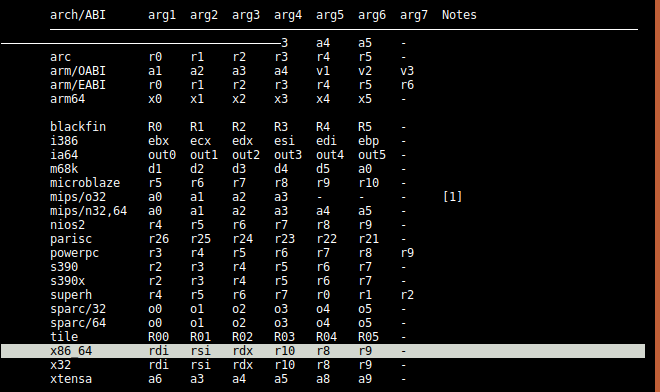 arch/ABI arg1 arg2 arg3 arg4 arg5 arg6 arg7 Notes
3 a4 a5 -
arc r0 r1 r2 r3 r4 r5 -
arm/OABI a1 a2 a3 a4 v1 v2 v3
arm/EABI r0 r1 r2 r3 r4 r5 r6
arm64 x0 x1 x2 x3 x4 x5 -
blackfin R0 R1 R2 R3 R4 R5 -
i386 ebx ecx edx esi edi ebp -
ia64 out0 out1 out2 out3 out4 out5 -
m68k d1 d2 d3 d4 d5 a0 -
microblaze r5 r6 r7 r8 r9 r10 -
mips/o32 a0 a1 a2 a3 - - - [1]
mips/n32,64 a0 a1 a2 a3 a4 a5 -
nios2 r4 r5 r6 r7 r8 r9 -
parisc r26 r25 r24 r23 r22 r21 -
powerpc r3 r4 r5 r6 r7 r8 r9
s390 r2 r3 r4 r5 r6 r7 -
s390x r2 r3 r4 r5 r6 r7 -
superh r4 r5 r6 r7 r0 r1 r2
sparc/32 o0 o1 o2 o3 o4 o5 -
sparc/64 o0 o1 o2 o3 o4 o5 -
tile R00 R01 R02 R03 R04 R05 -
x86_64 rdi rsi rdx r10 r8 r9 -
x32 rdi rsi rdx r10 r8 r9 -
xtensa a6 a3 a4 a5 a8 a9 -